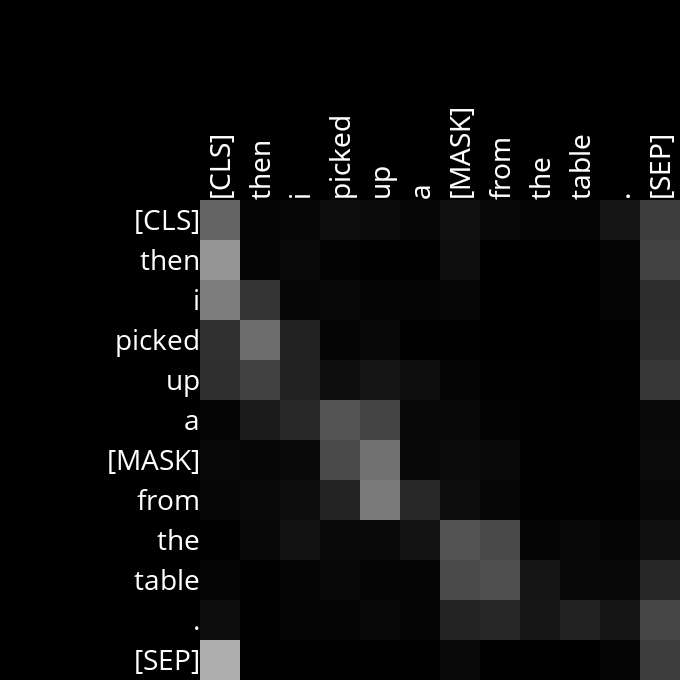 [CLS] then i picked up a [MASK] from the table . [SEP]
[CLS]
then
i
picked
up
a
[MASK]
from
the
table
.
[SEP]